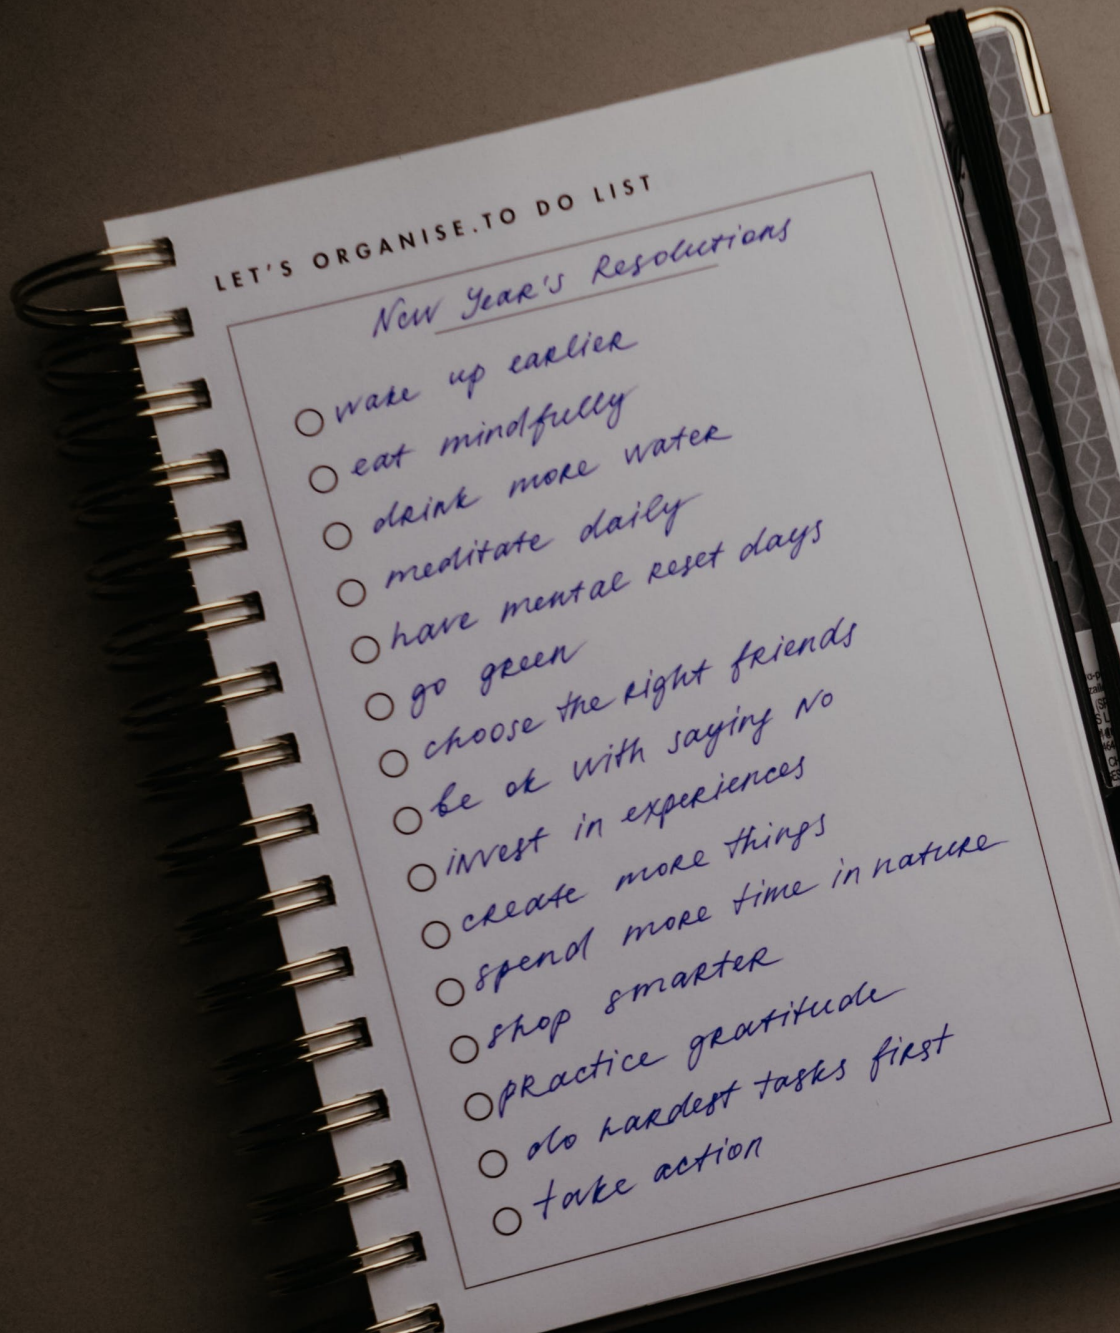 LET'S ORGANISE.TO DO LIST
New Year's Resolutions
wake up earlier
eat mindfully
drink more water
meditate daily
have mental reset days
go green
choose the right friends
be ok with saying NO
invest in experiences
create more things
spend more time in nature
shop smarter
practice gratitude
do hardest tasks first
take action